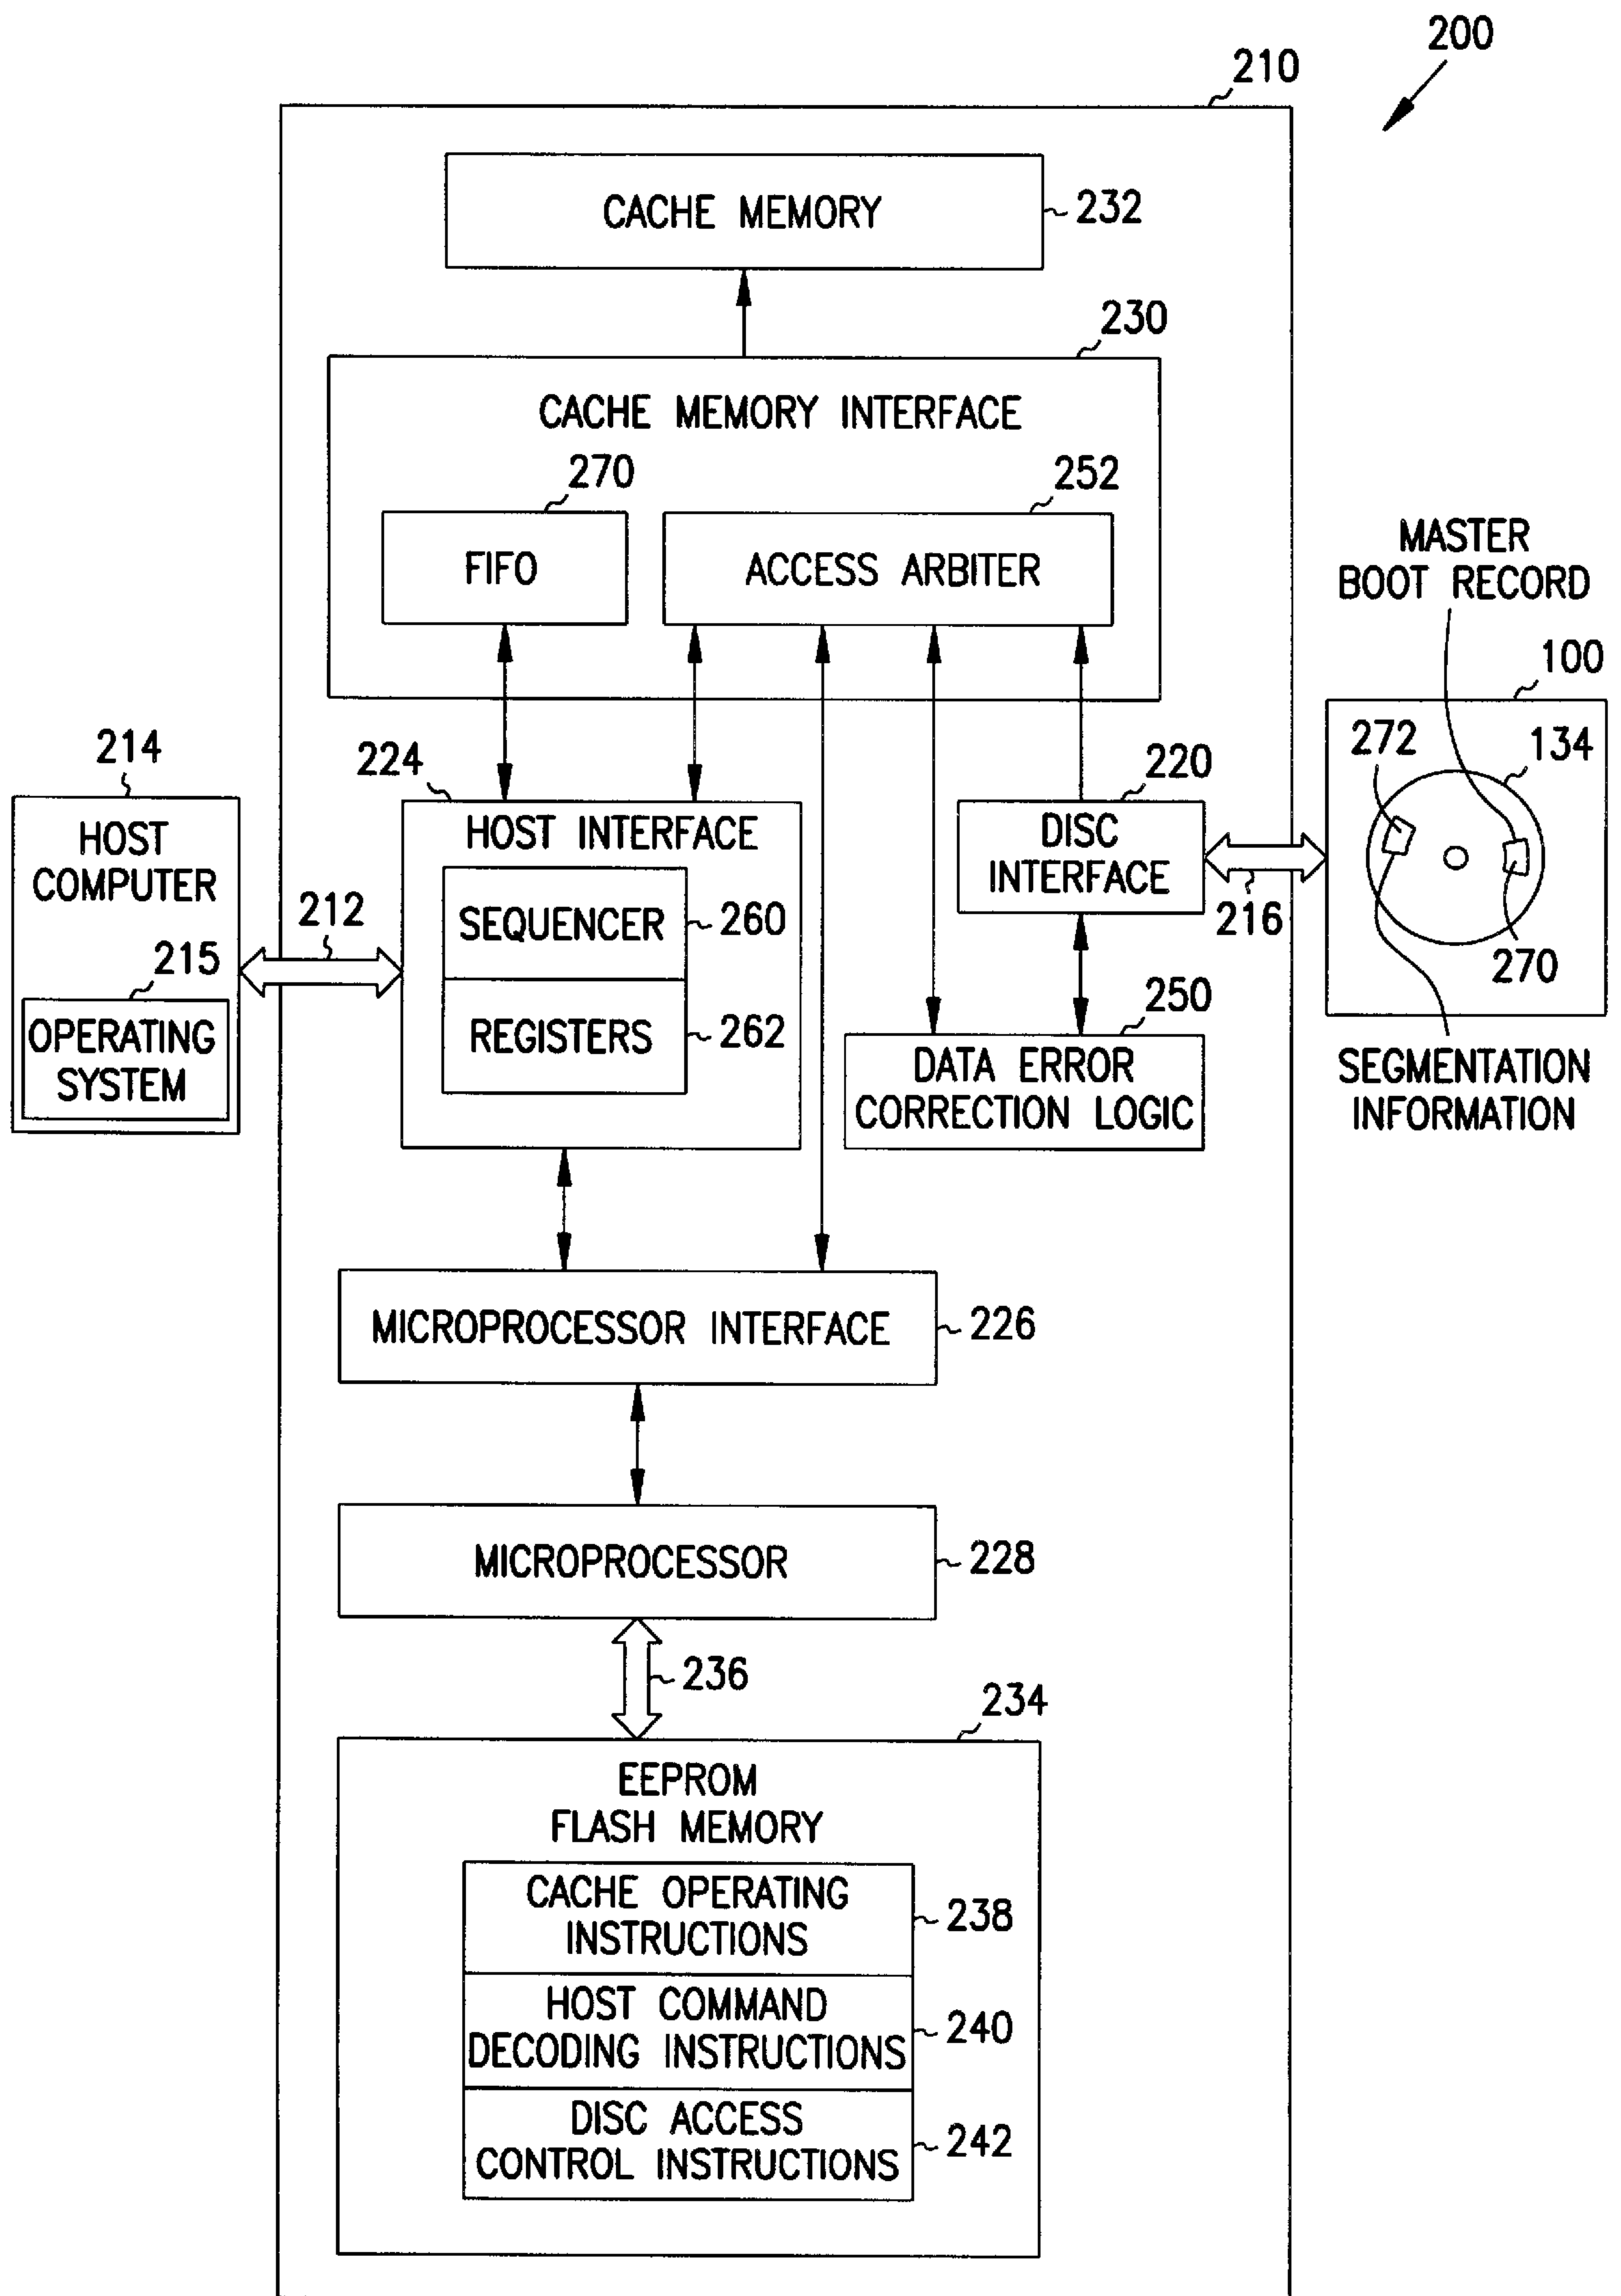 200
210
CACHE MEMORY
232
230
CACHE MEMORY INTERFACE
270
252
FIFO
ACCESS ARBITER
MASTER
BOOT RECORD
100
272
134
270
SEGMENTATION
INFORMATION
214
HOST
COMPUTER
215
OPERATING
SYSTEM
212
224
HOST INTERFACE
SEQUENCER
260
REGISTERS
262
220
DISC
INTERFACE
216
250
DATA ERROR
CORRECTION LOGIC
MICROPROCESSOR INTERFACE
226
MICROPROCESSOR
228
236
234
EEPROM
FLASH MEMORY
CACHE OPERATING
INSTRUCTIONS
238
HOST COMMAND
DECODING INSTRUCTIONS
240
DISC ACCESS
CONTROL INSTRUCTIONS
242